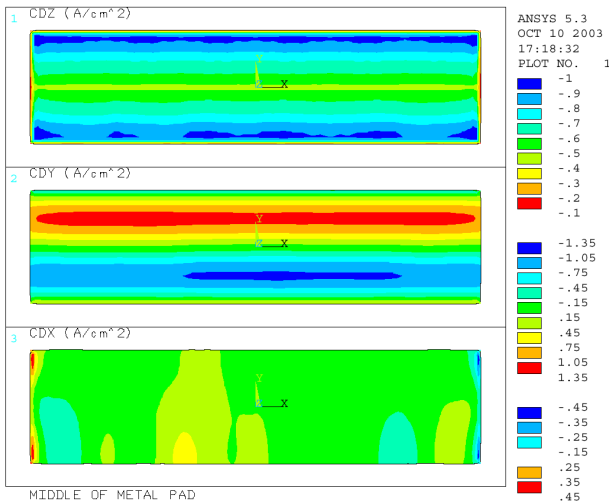 1 CDZ (A/cm^2)
Y
Z X
2 CDY (A/cm^2)
Y
Z X
3 CDX (A/cm^2)
Y
Z X
MIDDLE OF METAL PAD
ANSYS 5.3
OCT 10 2003
17:18:32
PLOT NO. 1
-1
-.9
-.8
-.7
-.6
-.5
-.4
-.3
-.2
-.1
-1.35
-1.05
-.75
-.45
-.15
.15
.45
.75
1.05
1.35
-.45
-.35
-.25
-.15
.25
.35
.45